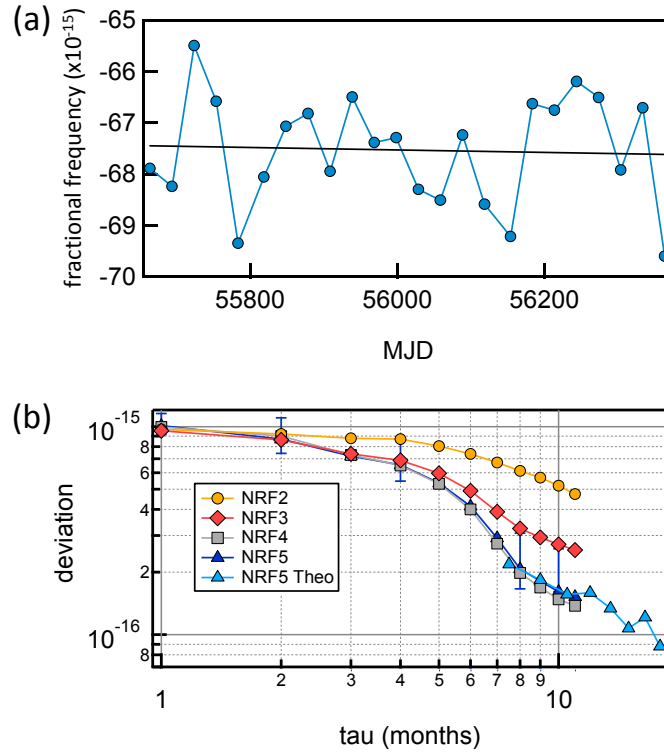 (a)
fractional frequency (x10⁻¹⁵)
-65
-66
-67
-68
-69
-70
55800
56000
56200
MJD
(b)
deviation
10⁻¹⁵
8
6
4
2
10⁻¹⁶
8
NRF2
NRF3
NRF4
NRF5
NRF5 Theo
1
2
3
4
5
6
7
8
9
10
tau (months)